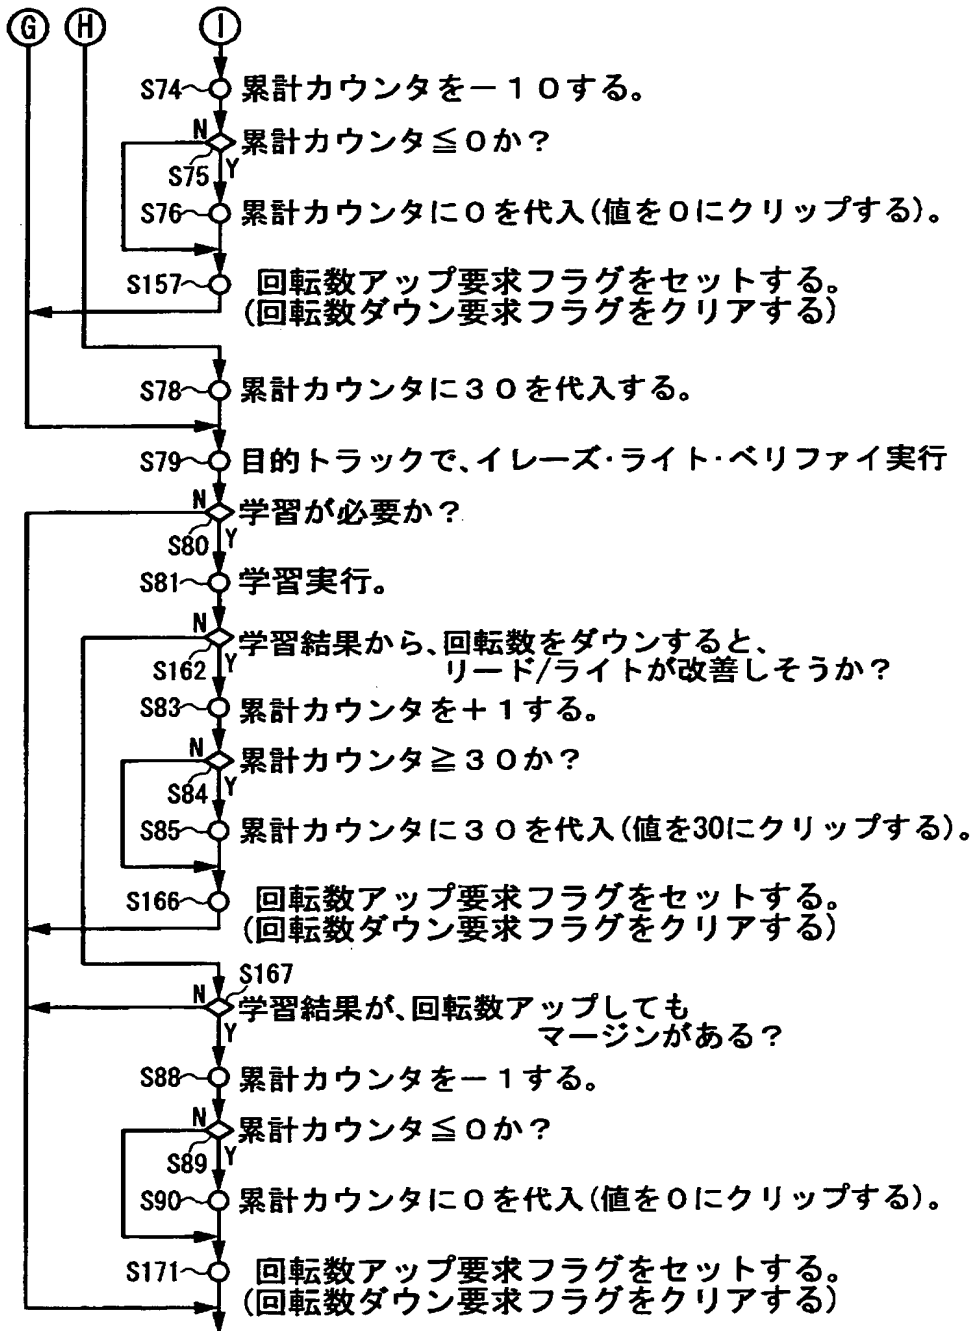 G H I
S74 累計カウンタを－１０する。
N 累計カウンタ≦０か？
S75 Y
S76 累計カウンタに０を代入(値を０にクリップする)。
S157 回転数アップ要求フラグをセットする。
(回転数ダウン要求フラグをクリアする)
S78 累計カウンタに３０を代入する。
S79 目的トラックで、イレーズ・ライト・ベリファイ実行
N 学習が必要か？
S80 Y
S81 学習実行。
N 学習結果から、回転数をダウンすると、
S162 Y リード/ライトが改善しそうか？
S83 累計カウンタを＋１する。
N 累計カウンタ≧３０か？
S84 Y
S85 累計カウンタに３０を代入(値を30にクリップする)。
S166 回転数アップ要求フラグをセットする。
(回転数ダウン要求フラグをクリアする)
S167
N 学習結果が、回転数アップしても
Y マージンがある？
S88 累計カウンタを－１する。
N 累計カウンタ≦０か？
S89 Y
S90 累計カウンタに０を代入(値を０にクリップする)。
S171 回転数アップ要求フラグをセットする。
(回転数ダウン要求フラグをクリアする)